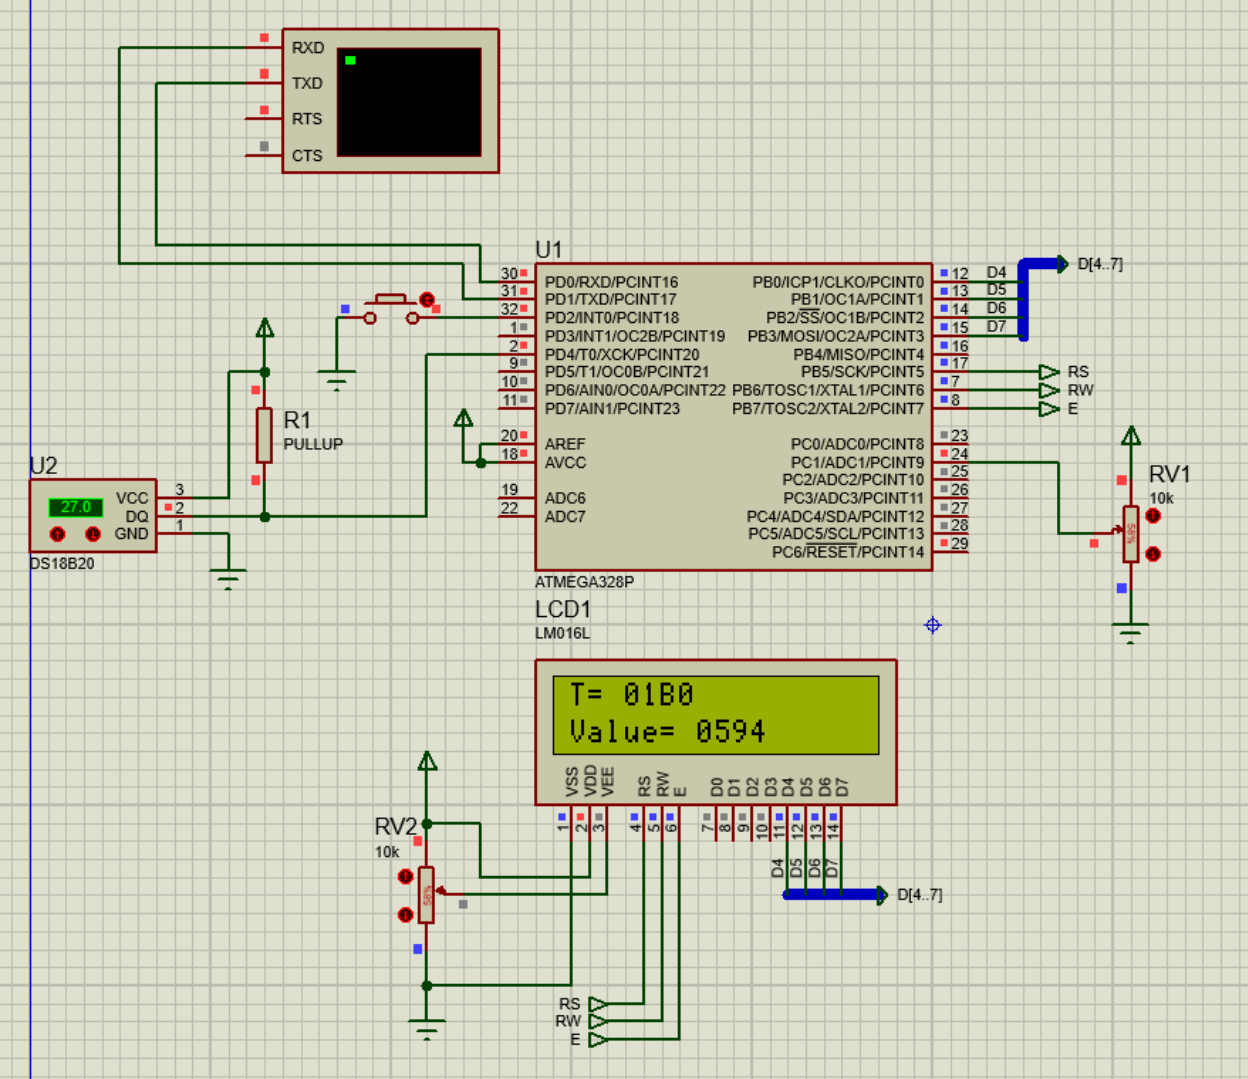 RXD
TXD
RTS
CTS
U1
30 PD0/RXD/PCINT16 PB0/ICP1/CLKO/PCINT0 12 D4
31 PD1/TXD/PCINT17 PB1/OC1A/PCINT1 13 D5
32 PD2/INT0/PCINT18 PB2/SS/OC1B/PCINT2 14 D6
1 PD3/INT1/OC2B/PCINT19 PB3/MOSI/OC2A/PCINT3 15 D7
2 PD4/T0/XCK/PCINT20 PB4/MISO/PCINT4 16
9 PD5/T1/OC0B/PCINT21 PB5/SCK/PCINT5 17 RS
10 PD6/AIN0/OC0A/PCINT22 PB6/TOSC1/XTAL1/PCINT6 7 RW
11 PD7/AIN1/PCINT23 PB7/TOSC2/XTAL2/PCINT7 8 E
20 AREF PC0/ADC0/PCINT8 23
18 AVCC PC1/ADC1/PCINT9 24
PC2/ADC2/PCINT10 25
19 ADC6 PC3/ADC3/PCINT11 26
22 ADC7 PC4/ADC4/SDA/PCINT12 27
PC5/ADC5/SCL/PCINT13 28
PC6/RESET/PCINT14 29
ATMEGA328P
D[4..7]
R1
PULLUP
U2
27.0
VCC 3
DQ 2
GND 1
DS18B20
RV1
10k
58%
LCD1
LM016L
T= 01B0
Value= 0594
VSS VDD VEE RS RW E D0 D1 D2 D3 D4 D5 D6 D7
1 2 3 4 5 6 7 8 9 10 11 12 13 14
D4 D5 D6 D7
D[4..7]
RV2
10k
58%
RS
RW
E